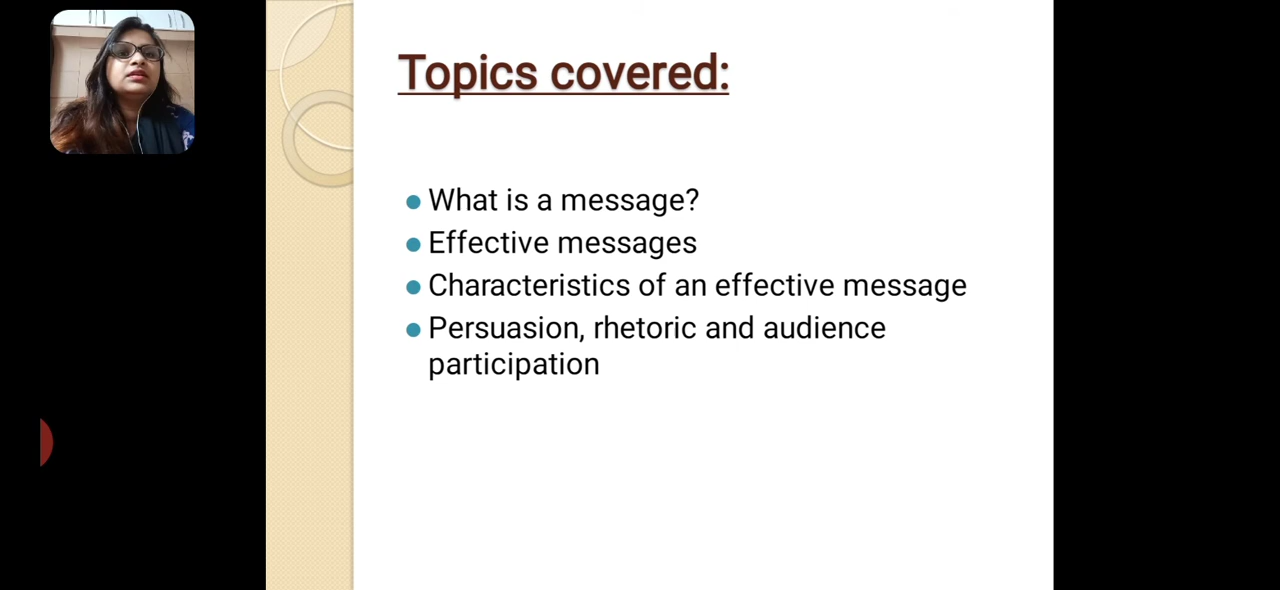 Topics covered:
What is a message?
Effective messages
Characteristics of an effective message
Persuasion, rhetoric and audience
participation